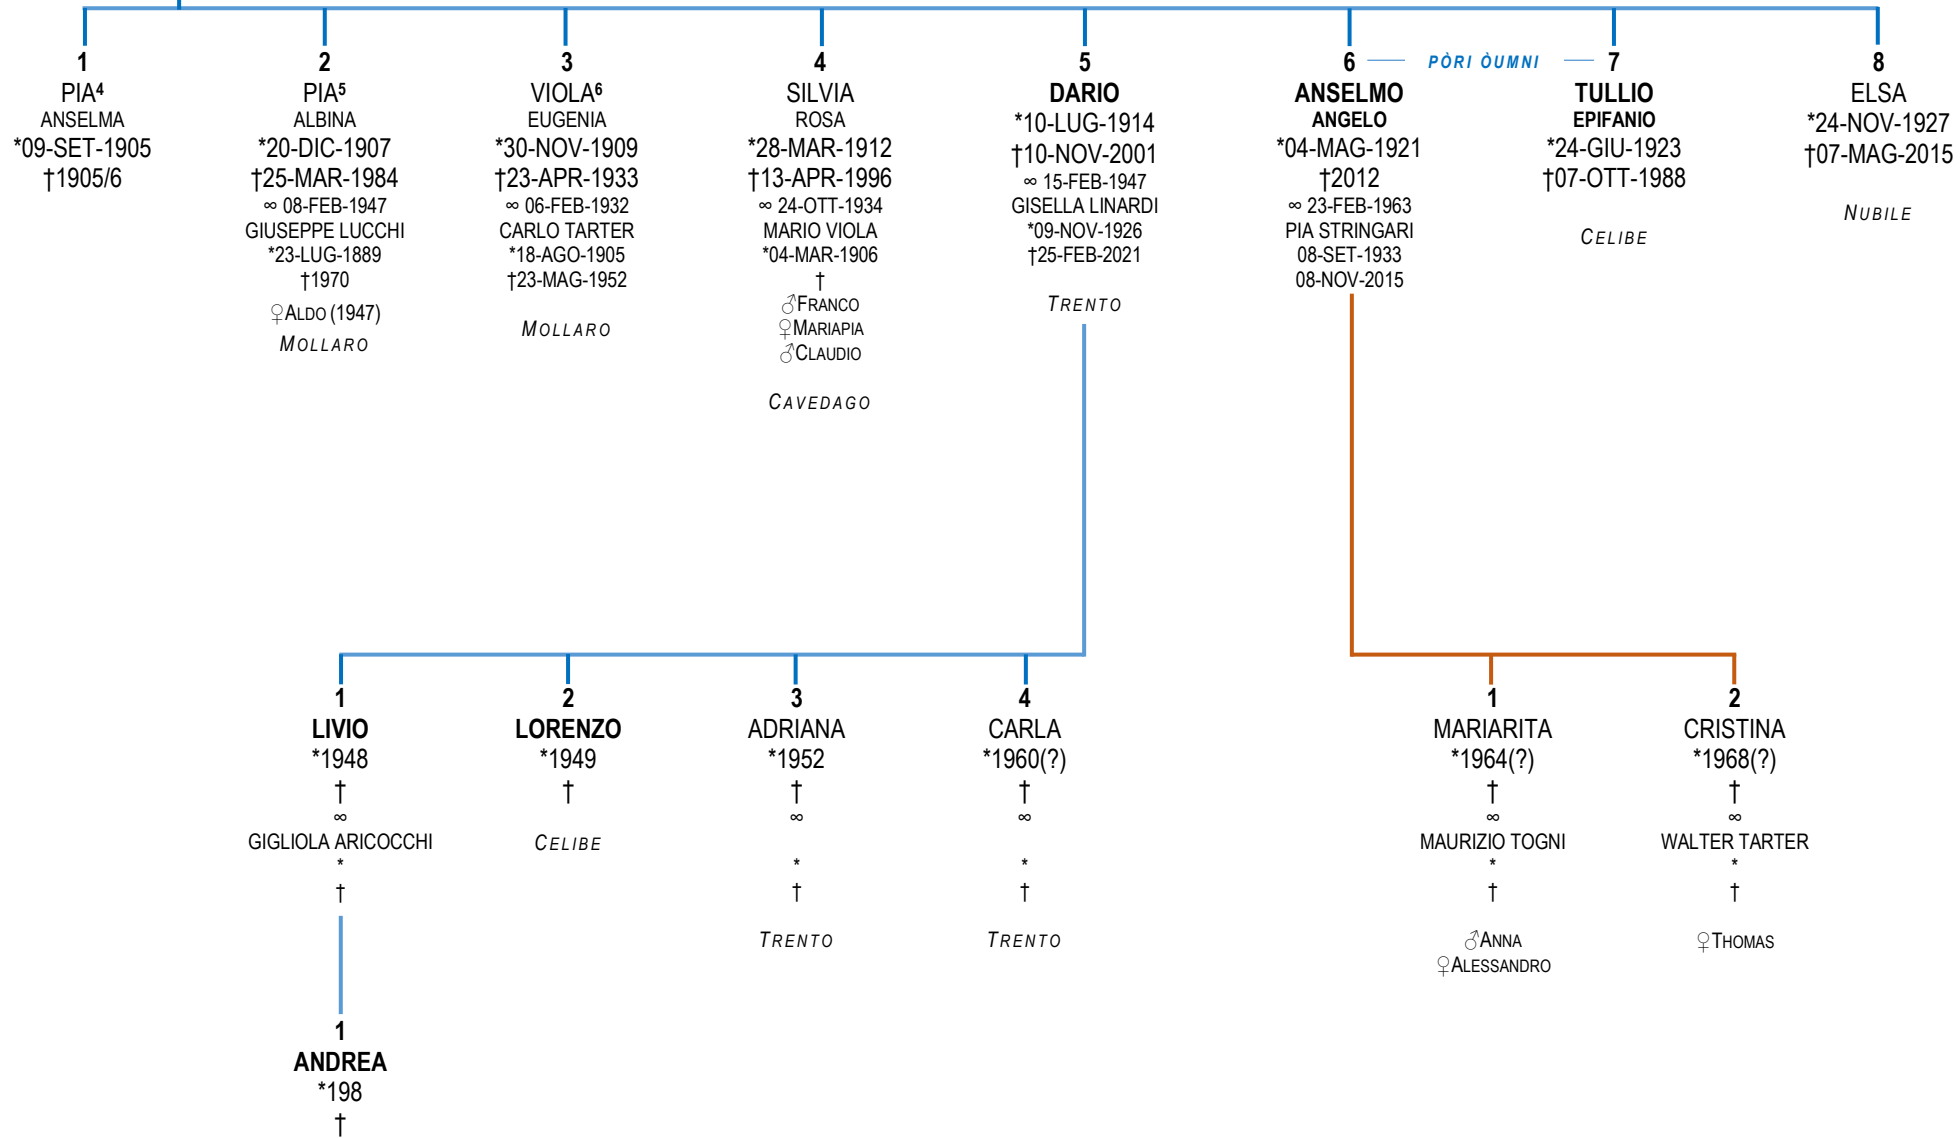 1
PIA⁴
ANSELMA
*09-SET-1905
†1905/6
2
PIA⁵
ALBINA
*20-DIC-1907
†25-MAR-1984
∞ 08-FEB-1947
GIUSEPPE LUCCHI
*23-LUG-1889
†1970
♀ALDO (1947)
MOLLARO
3
VIOLA⁶
EUGENIA
*30-NOV-1909
†23-APR-1933
∞ 06-FEB-1932
CARLO TARTER
*18-AGO-1905
†23-MAG-1952
MOLLARO
4
SILVIA
ROSA
*28-MAR-1912
†13-APR-1996
∞ 24-OTT-1934
MARIO VIOLA
*04-MAR-1906
†
♂FRANCO
♀MARIAPIA
♂CLAUDIO
CAVEDAGO
5
DARIO
*10-LUG-1914
†10-NOV-2001
∞ 15-FEB-1947
GISELLA LINARDI
*09-NOV-1926
†25-FEB-2021
TRENTO
6
ANSELMO
ANGELO
*04-MAG-1921
†2012
∞ 23-FEB-1963
PIA STRINGARI
08-SET-1933
08-NOV-2015
PÒRI ÒUMNI
7
TULLIO
EPIFANIO
*24-GIU-1923
†07-OTT-1988
CELIBE
8
ELSA
*24-NOV-1927
†07-MAG-2015
NUBILE
1
LIVIO
*1948
†
∞
GIGLIOLA ARICOCCHI
*
†
2
LORENZO
*1949
†
CELIBE
3
ADRIANA
*1952
†
∞
*
†
TRENTO
4
CARLA
*1960(?)
†
∞
*
†
TRENTO
1
MARIARITA
*1964(?)
†
∞
MAURIZIO TOGNI
*
†
♂ANNA
♀ALESSANDRO
2
CRISTINA
*1968(?)
†
∞
WALTER TARTER
*
†
♀THOMAS
1
ANDREA
*198
†